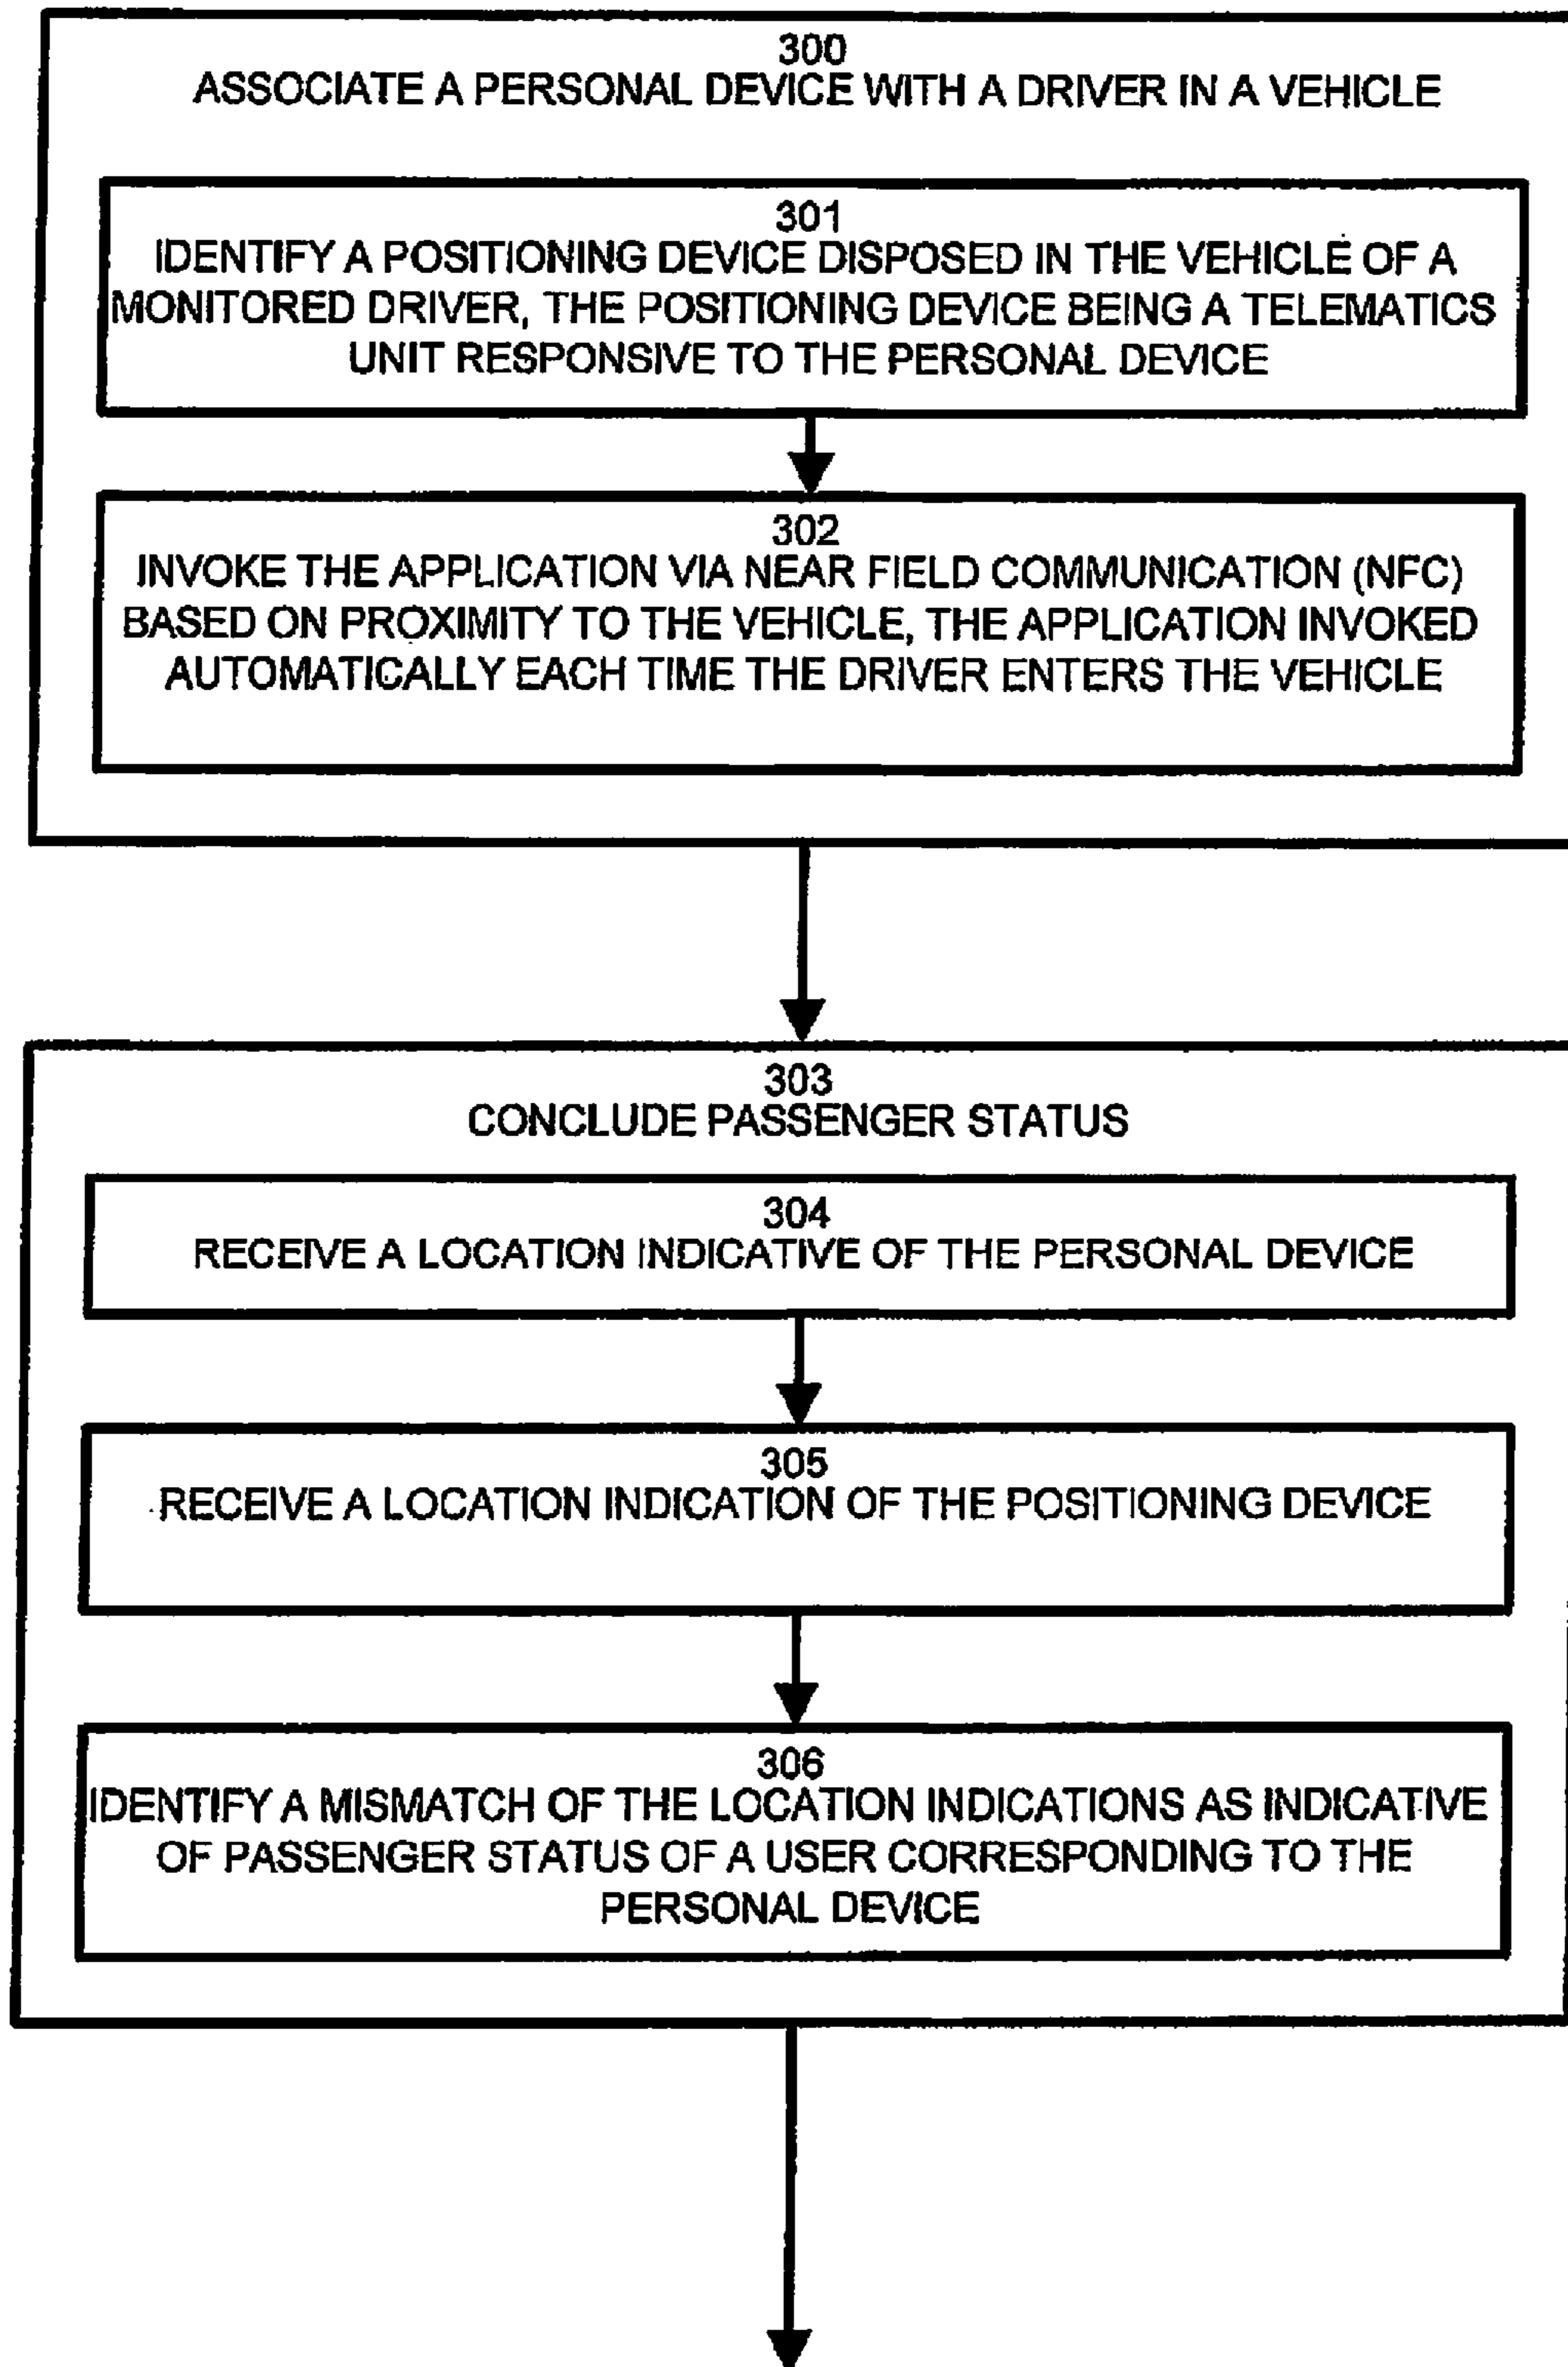 300
ASSOCIATE A PERSONAL DEVICE WITH A DRIVER IN A VEHICLE
301
IDENTIFY A POSITIONING DEVICE DISPOSED IN THE VEHICLE OF A
MONITORED DRIVER, THE POSITIONING DEVICE BEING A TELEMATICS
UNIT RESPONSIVE TO THE PERSONAL DEVICE
302
INVOKE THE APPLICATION VIA NEAR FIELD COMMUNICATION (NFC)
BASED ON PROXIMITY TO THE VEHICLE, THE APPLICATION INVOKED
AUTOMATICALLY EACH TIME THE DRIVER ENTERS THE VEHICLE
303
CONCLUDE PASSENGER STATUS
304
RECEIVE A LOCATION INDICATIVE OF THE PERSONAL DEVICE
305
RECEIVE A LOCATION INDICATION OF THE POSITIONING DEVICE
306
IDENTIFY A MISMATCH OF THE LOCATION INDICATIONS AS INDICATIVE
OF PASSENGER STATUS OF A USER CORRESPONDING TO THE
PERSONAL DEVICE